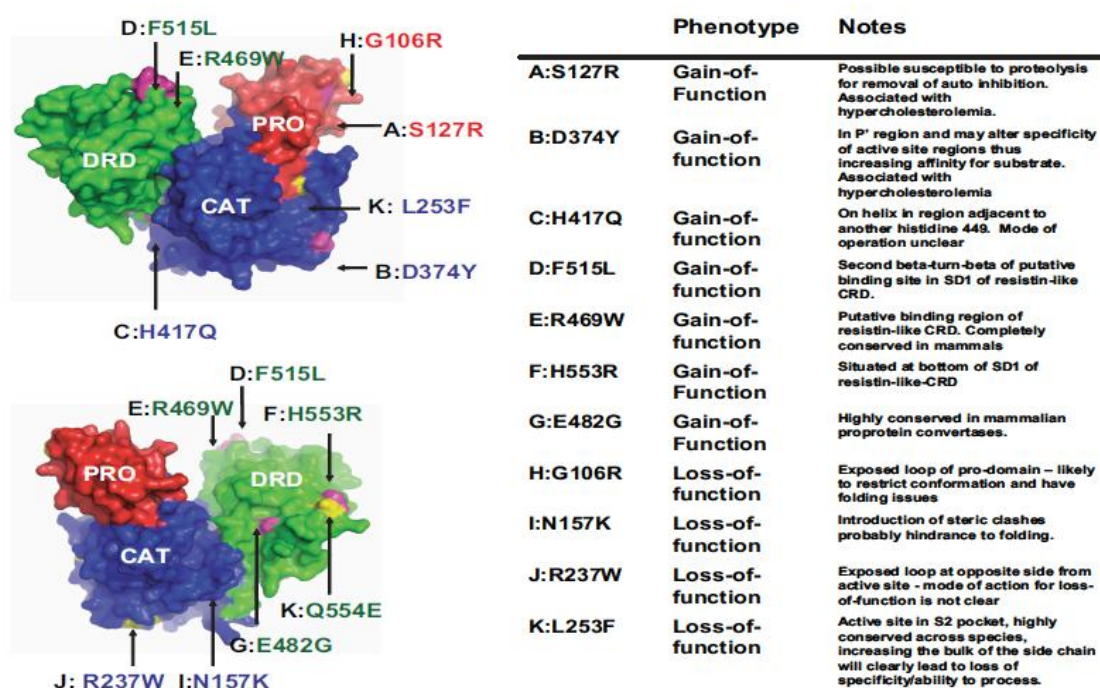 D:F515L
E:R469W
H:G106R
PRO
A:S127R
DRD
CAT
K: L253F
B:D374Y
C:H417Q
D:F515L
E:R469W
F:H553R
PRO
DRD
CAT
K:Q554E
G:E482G
J: R237W I:N157K
Phenotype Notes
A:S127R Gain-of-Function Possible susceptible to proteolysis
for removal of auto inhibition.
Associated with
hypercholesterolemia.
B:D374Y Gain-of-function In P' region and may alter specificity
of active site regions thus
increasing affinity for substrate.
Associated with
hypercholesterolemia
C:H417Q Gain-of-function On helix in region adjacent to
another histidine 449. Mode of
operation unclear
D:F515L Gain-of-function Second beta-turn-beta of putative
binding site in SD1 of resistin-like
CRD.
E:R469W Gain-of-function Putative binding region of
resistin-like CRD. Completely
conserved in mammals
F:H553R Gain-of-Function Situated at bottom of SD1 of
resistin-like-CRD
G:E482G Gain-of-Function Highly conserved in mammalian
proprotein convertases.
H:G106R Loss-of-function Exposed loop of pro-domain – likely
to restrict conformation and have
folding issues
I:N157K Loss-of-function Introduction of steric clashes
probably hindrance to folding.
J:R237W Loss-of-function Exposed loop at opposite side from
active site - mode of action for loss-
of-function is not clear
K:L253F Loss-of-function Active site in S2 pocket, highly
conserved across species,
increasing the bulk of the side chain
will clearly lead to loss of
specificity/ability to process.